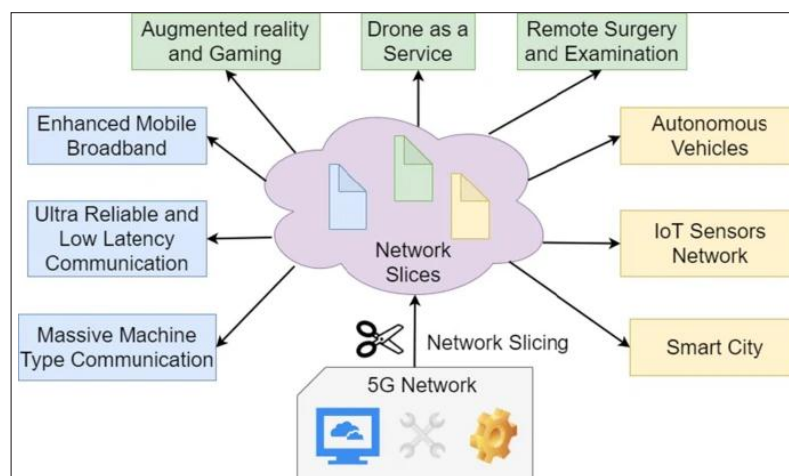 Augmented reality
and Gaming
Drone as a
Service
Remote Surgery
and Examination
Enhanced Mobile
Broadband
Autonomous
Vehicles
Ultra Reliable and
Low Latency
Communication
IoT Sensors
Network
Network
Slices
Massive Machine
Type Communication
Network Slicing
Smart City
5G Network